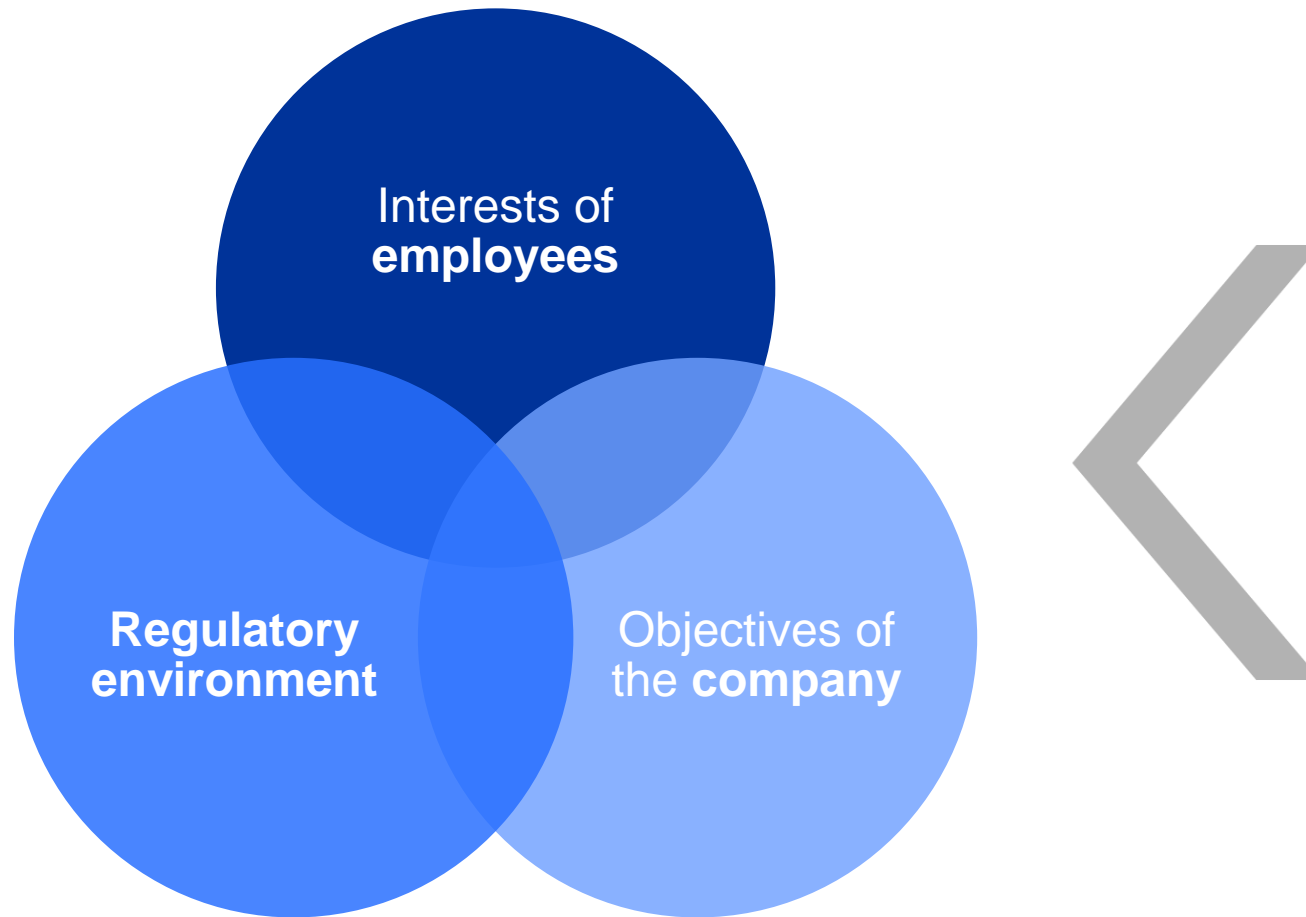 Interests of
employees
Regulatory
environment
Objectives of
the company